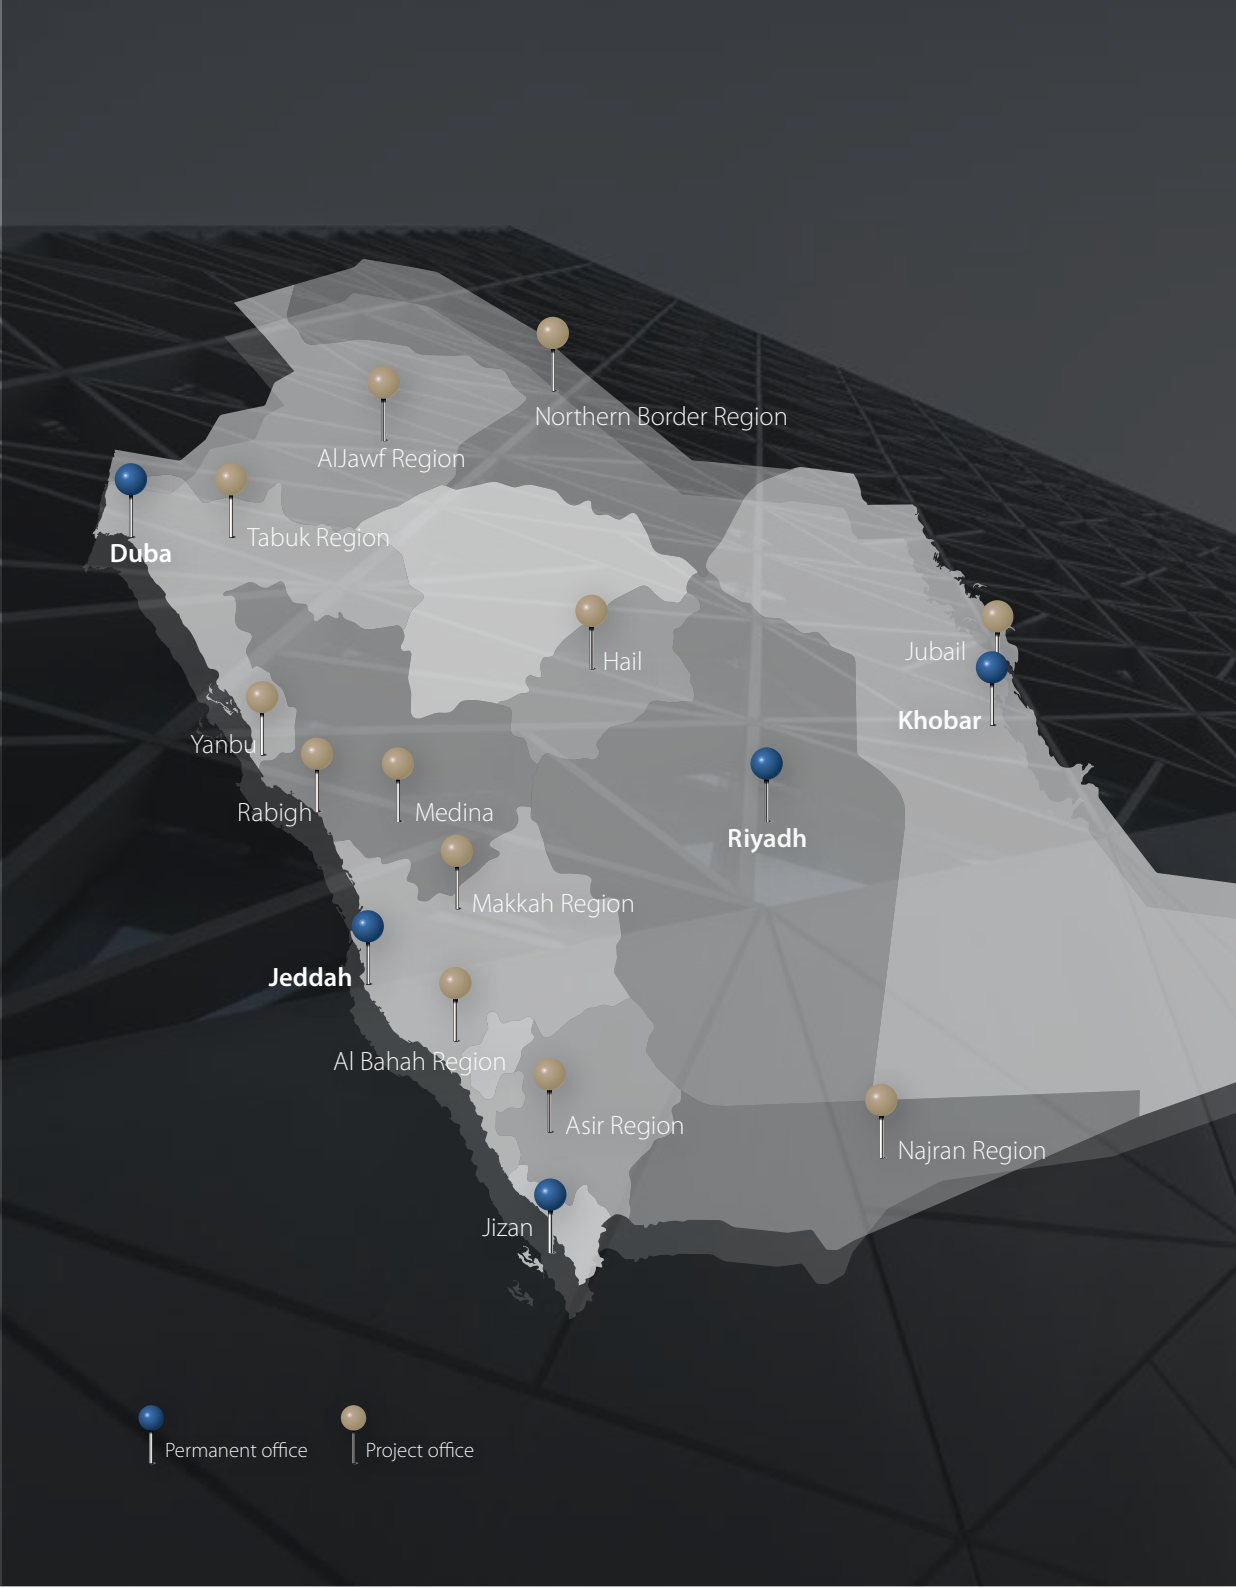 Northern Border Region
AlJawf Region
Tabuk Region
Duba
Jubail
Hail
Khobar
Yanbu
Rabigh
Medina
Riyadh
Makkah Region
Jeddah
Al Bahah Region
Asir Region
Najran Region
Jizan
Permanent office
Project office